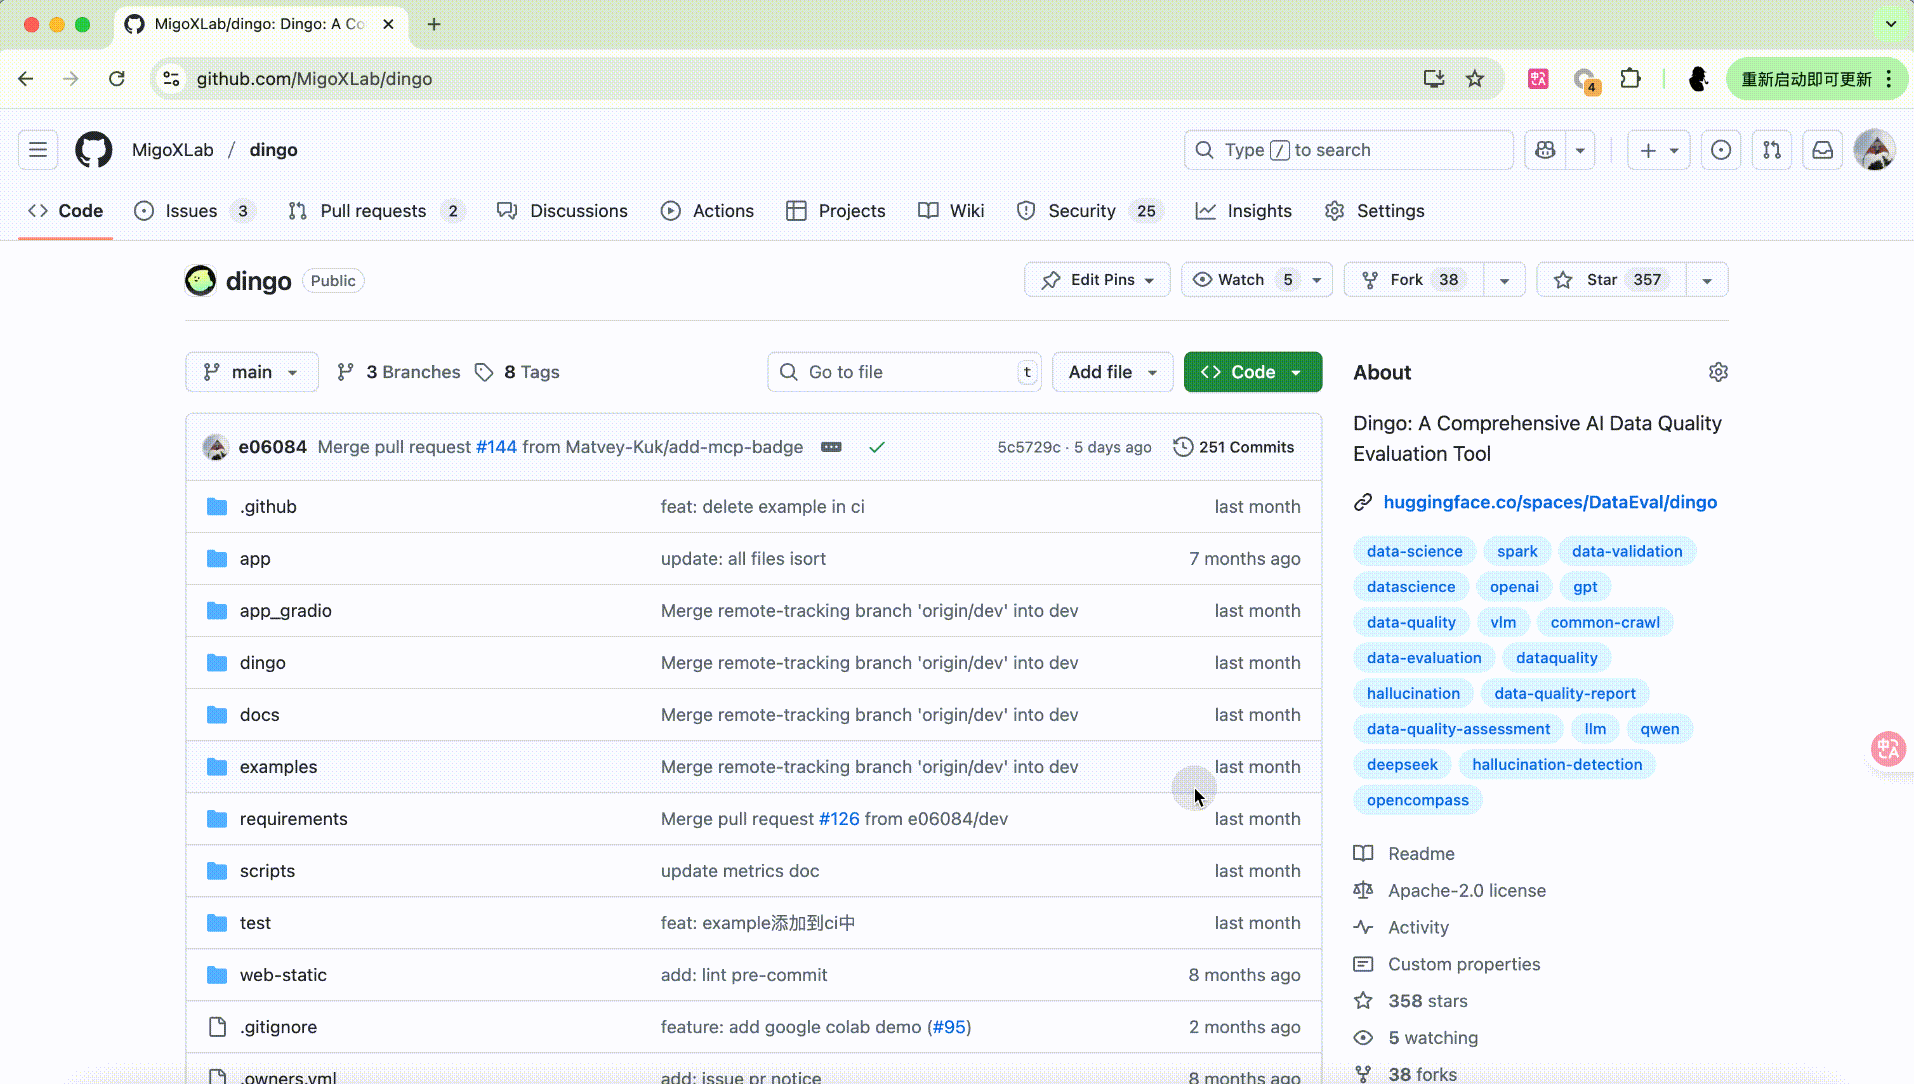 MigoXLab/dingo: Dingo: A Co
github.com/MigoXLab/dingo
4
重新启动即可更新
MigoXLab / dingo
Type / to search
Code
Issues 3
Pull requests 2
Discussions
Actions
Projects
Wiki
Security 25
Insights
Settings
dingo Public
Edit Pins
Watch 5
Fork 38
Star 357
main
3 Branches
8 Tags
Go to file t
Add file
Code
e06084 Merge pull request #144 from Matvey-Kuk/add-mcp-badge 5c5729c · 5 days ago 251 Commits
.github feat: delete example in ci last month
app update: all files isort 7 months ago
app_gradio Merge remote-tracking branch 'origin/dev' into dev last month
dingo Merge remote-tracking branch 'origin/dev' into dev last month
docs Merge remote-tracking branch 'origin/dev' into dev last month
examples Merge remote-tracking branch 'origin/dev' into dev last month
requirements Merge pull request #126 from e06084/dev last month
scripts update metrics doc last month
test feat: example添加到ci中 last month
web-static add: lint pre-commit 8 months ago
.gitignore feature: add google colab demo (#95) 2 months ago
.owners.yml add: issue pr notice 8 months ago
About
Dingo: A Comprehensive AI Data Quality
Evaluation Tool
huggingface.co/spaces/DataEval/dingo
data-science spark data-validation
datascience openai gpt
data-quality vlm common-crawl
data-evaluation dataquality
hallucination data-quality-report
data-quality-assessment llm qwen
deepseek hallucination-detection
opencompass
Readme
Apache-2.0 license
Activity
Custom properties
358 stars
5 watching
38 forks
中A